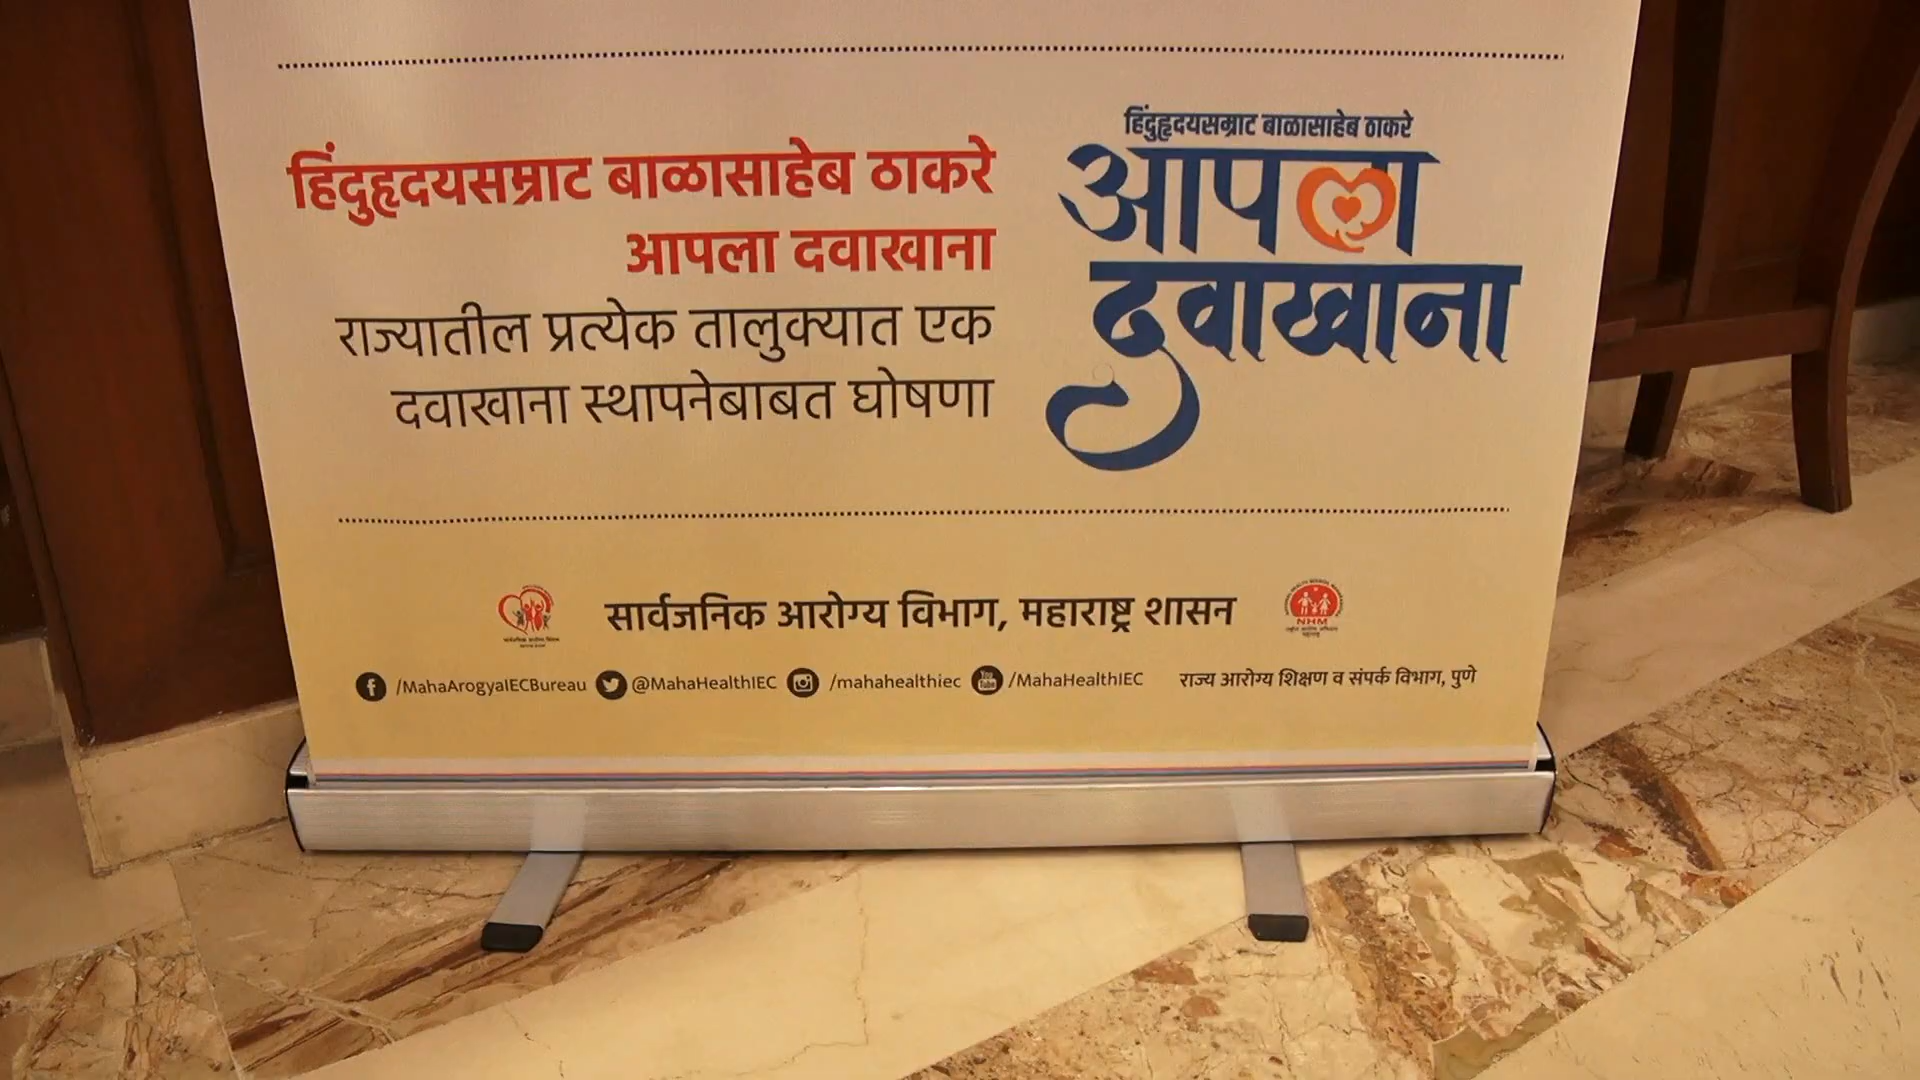 हिंदुहृदयसम्राट बाळासाहेब ठाकरे
आपला दवाखाना
राज्यातील प्रत्येक तालुक्यात एक
दवाखाना स्थापनेबाबत घोषणा
हिंदुहृदयसम्राट बाळासाहेब ठाकरे
आपला
दवाखाना
सार्वजनिक आरोग्य विभाग, महाराष्ट्र शासन
NHM
/MahaArogyaIECBureau @MahaHealthIEC /mahahealthiec /MahaHealthIEC राज्य आरोग्य शिक्षण व संपर्क विभाग, पुणे